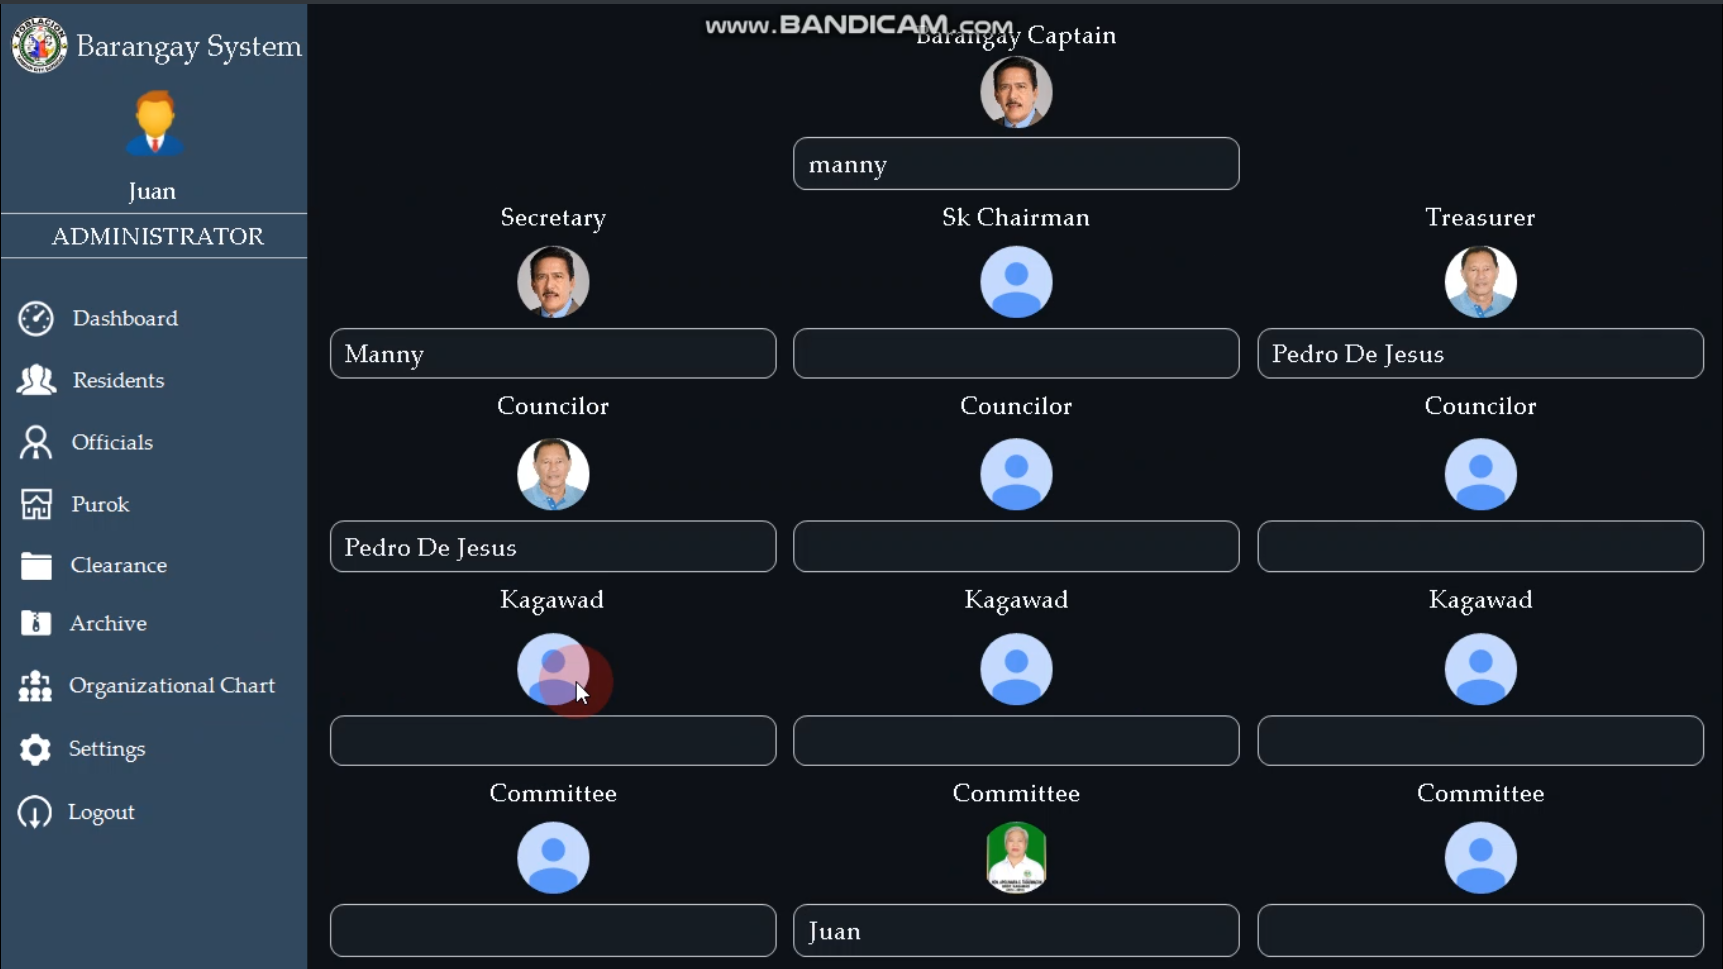 www.BANDICAM.com
POBLACION
Barangay System
Juan
ADMINISTRATOR
Dashboard
Residents
Officials
Purok
Clearance
Archive
Organizational Chart
Settings
Logout
Barangay Captain
manny
Secretary
Sk Chairman
Treasurer
Manny
Pedro De Jesus
Councilor
Councilor
Councilor
Pedro De Jesus
Kagawad
Kagawad
Kagawad
Committee
Committee
Committee
Juan